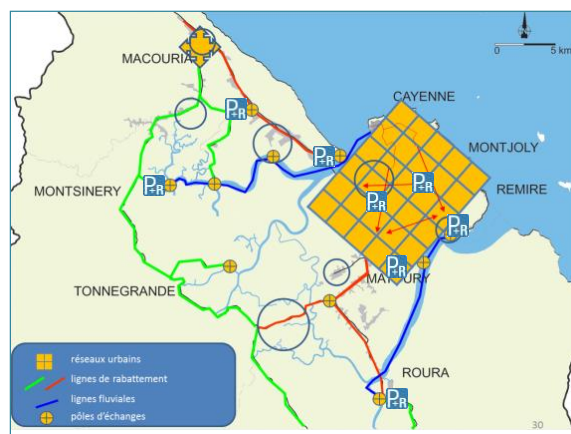 N
0
5 km
MACOURIA
CAYENNE
P+R
MONTJOLY
P+R
MONTSINERY
P+R
P+R
REMIRE
P+R
P+R
P+R
MATOURY
TONNEGRANDE
ROURA
P+R
réseaux urbains
lignes de rabattement
lignes fluviales
pôles d'échanges
30